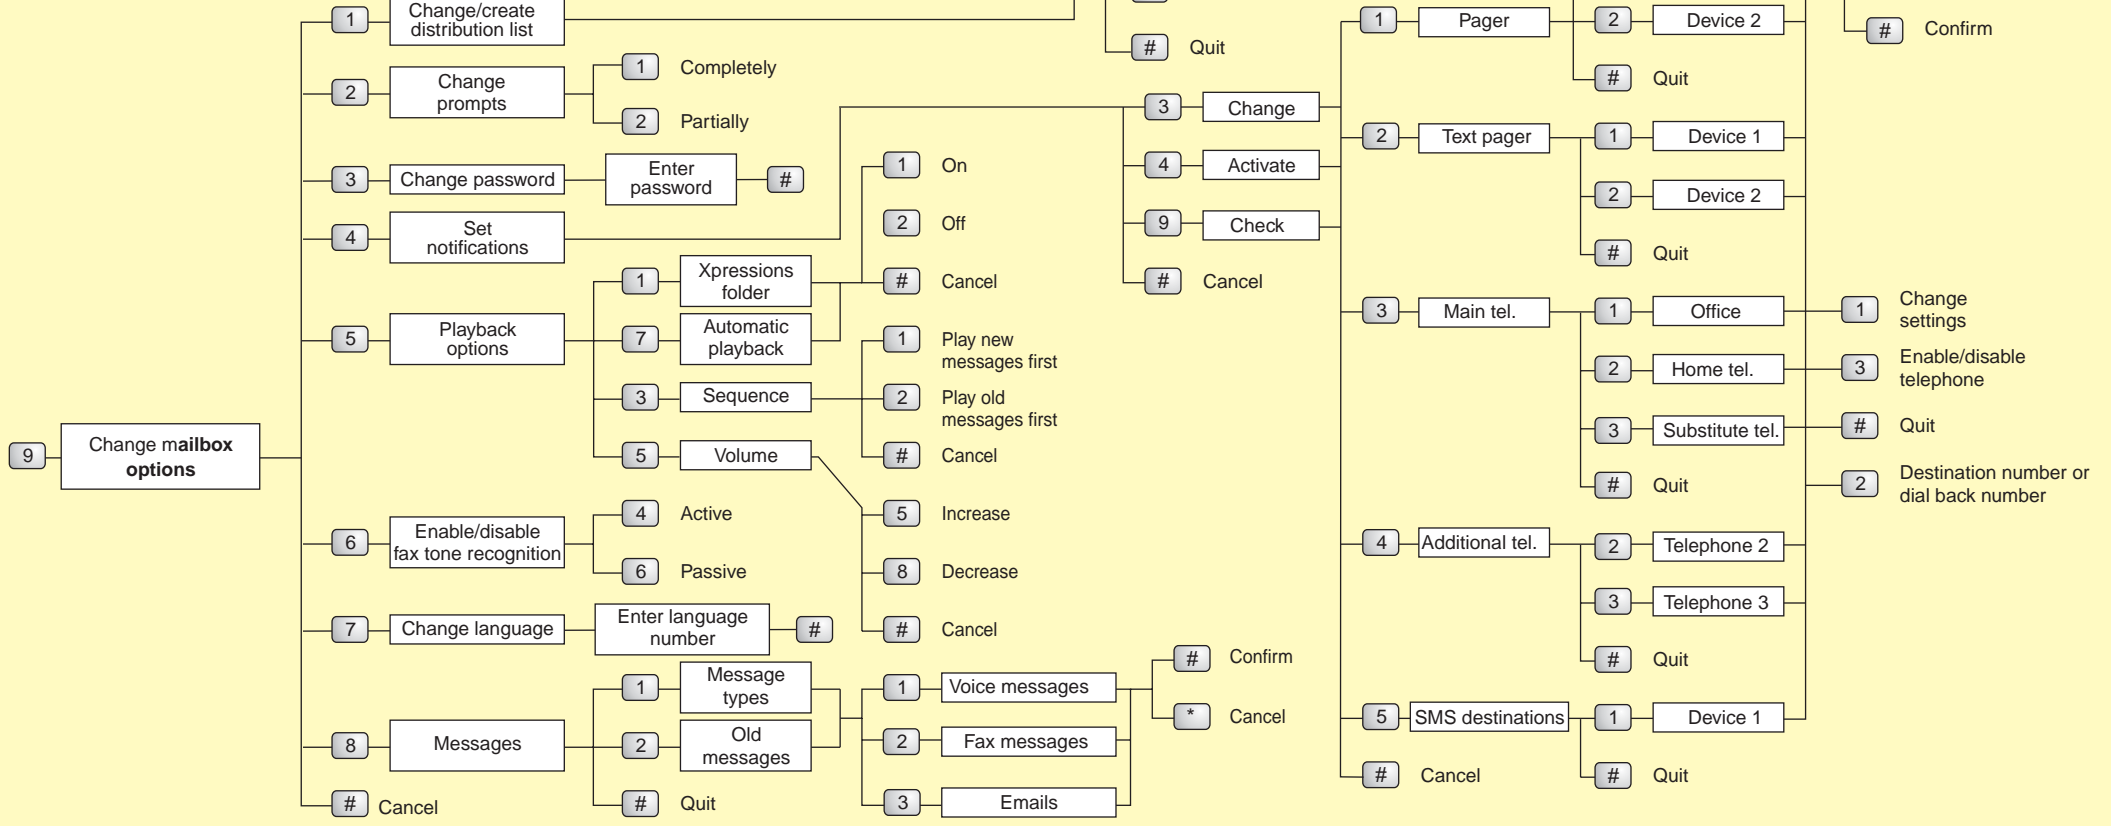 9
Change mailbox
options
1
Change/create
distribution list
2
Change
prompts
1
Completely
2
Partially
3
Change password
Enter
password
#
4
Set
notifications
5
Playback
options
1
Xpressions
folder
7
Automatic
playback
1
On
2
Off
#
Cancel
3
Sequence
1
Play new
messages first
2
Play old
messages first
#
Cancel
5
Volume
5
Increase
8
Decrease
#
Cancel
6
Enable/disable
fax tone recognition
4
Active
6
Passive
7
Change language
Enter language
number
#
8
Messages
1
Message
types
2
Old
messages
#
Quit
1
Voice messages
2
Fax messages
3
Emails
#
Confirm
*
Cancel
#
Cancel
#
Quit
3
Change
4
Activate
9
Check
#
Cancel
1
Pager
2
Device 2
#
Quit
2
Text pager
1
Device 1
2
Device 2
#
Quit
3
Main tel.
1
Office
2
Home tel.
3
Substitute tel.
#
Quit
4
Additional tel.
2
Telephone 2
3
Telephone 3
#
Quit
5
SMS destinations
1
Device 1
#
Quit
#
Cancel
#
Confirm
1
Change
settings
3
Enable/disable
telephone
#
Quit
2
Destination number or
dial back number